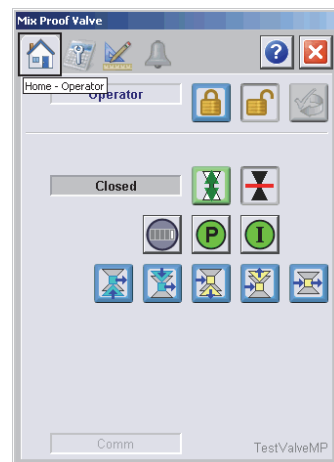 Mix Proof Valve
Home - Operator
Operator
Closed
P
I
Comm
TestValveMP